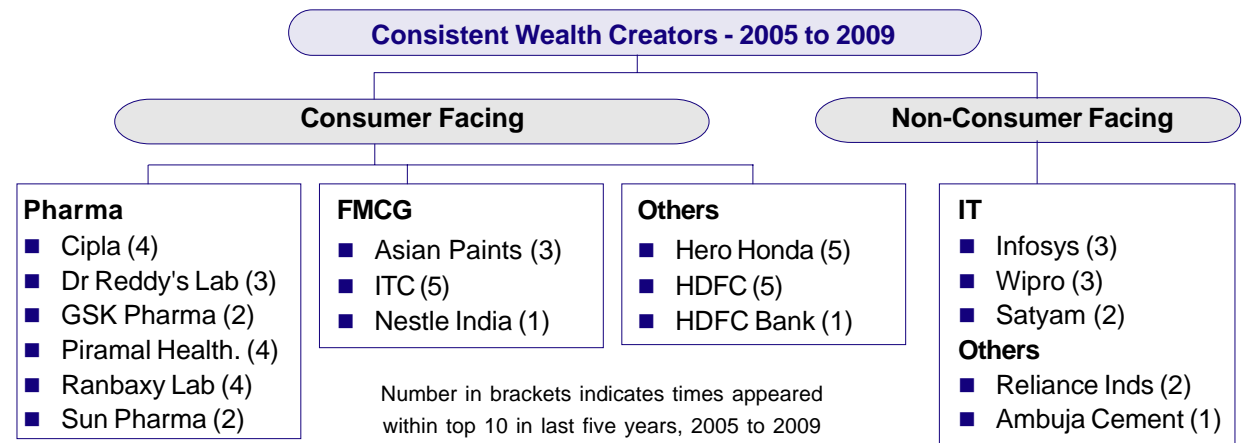 Consistent Wealth Creators - 2005 to 2009
Consumer Facing
Non-Consumer Facing
Pharma
Cipla (4)
Dr Reddy's Lab (3)
GSK Pharma (2)
Piramal Health. (4)
Ranbaxy Lab (4)
Sun Pharma (2)
FMCG
Asian Paints (3)
ITC (5)
Nestle India (1)
Others
Hero Honda (5)
HDFC (5)
HDFC Bank (1)
IT
Infosys (3)
Wipro (3)
Satyam (2)
Others
Reliance Inds (2)
Ambuja Cement (1)
Number in brackets indicates times appeared
within top 10 in last five years, 2005 to 2009